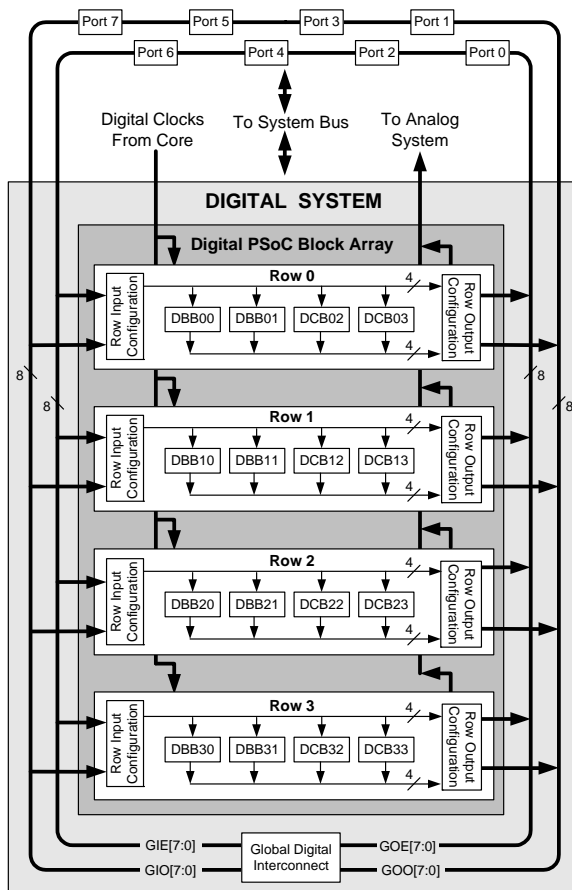 Port 7
Port 5
Port 3
Port 1
Port 6
Port 4
Port 2
Port 0
Digital Clocks
From Core
To System Bus
To Analog
System
DIGITAL SYSTEM
Digital PSoC Block Array
Row 0
Row Input
Configuration
4
DBB00
DBB01
DCB02
DCB03
4
Row Output
Configuration
8
8
8
8
Row 1
Row Input
Configuration
4
DBB10
DBB11
DCB12
DCB13
4
Row Output
Configuration
Row 2
Row Input
Configuration
4
DBB20
DBB21
DCB22
DCB23
4
Row Output
Configuration
Row 3
Row Input
Configuration
4
DBB30
DBB31
DCB32
DCB33
4
Row Output
Configuration
GIE[7:0]
GIO[7:0]
Global Digital
Interconnect
GOE[7:0]
GOO[7:0]